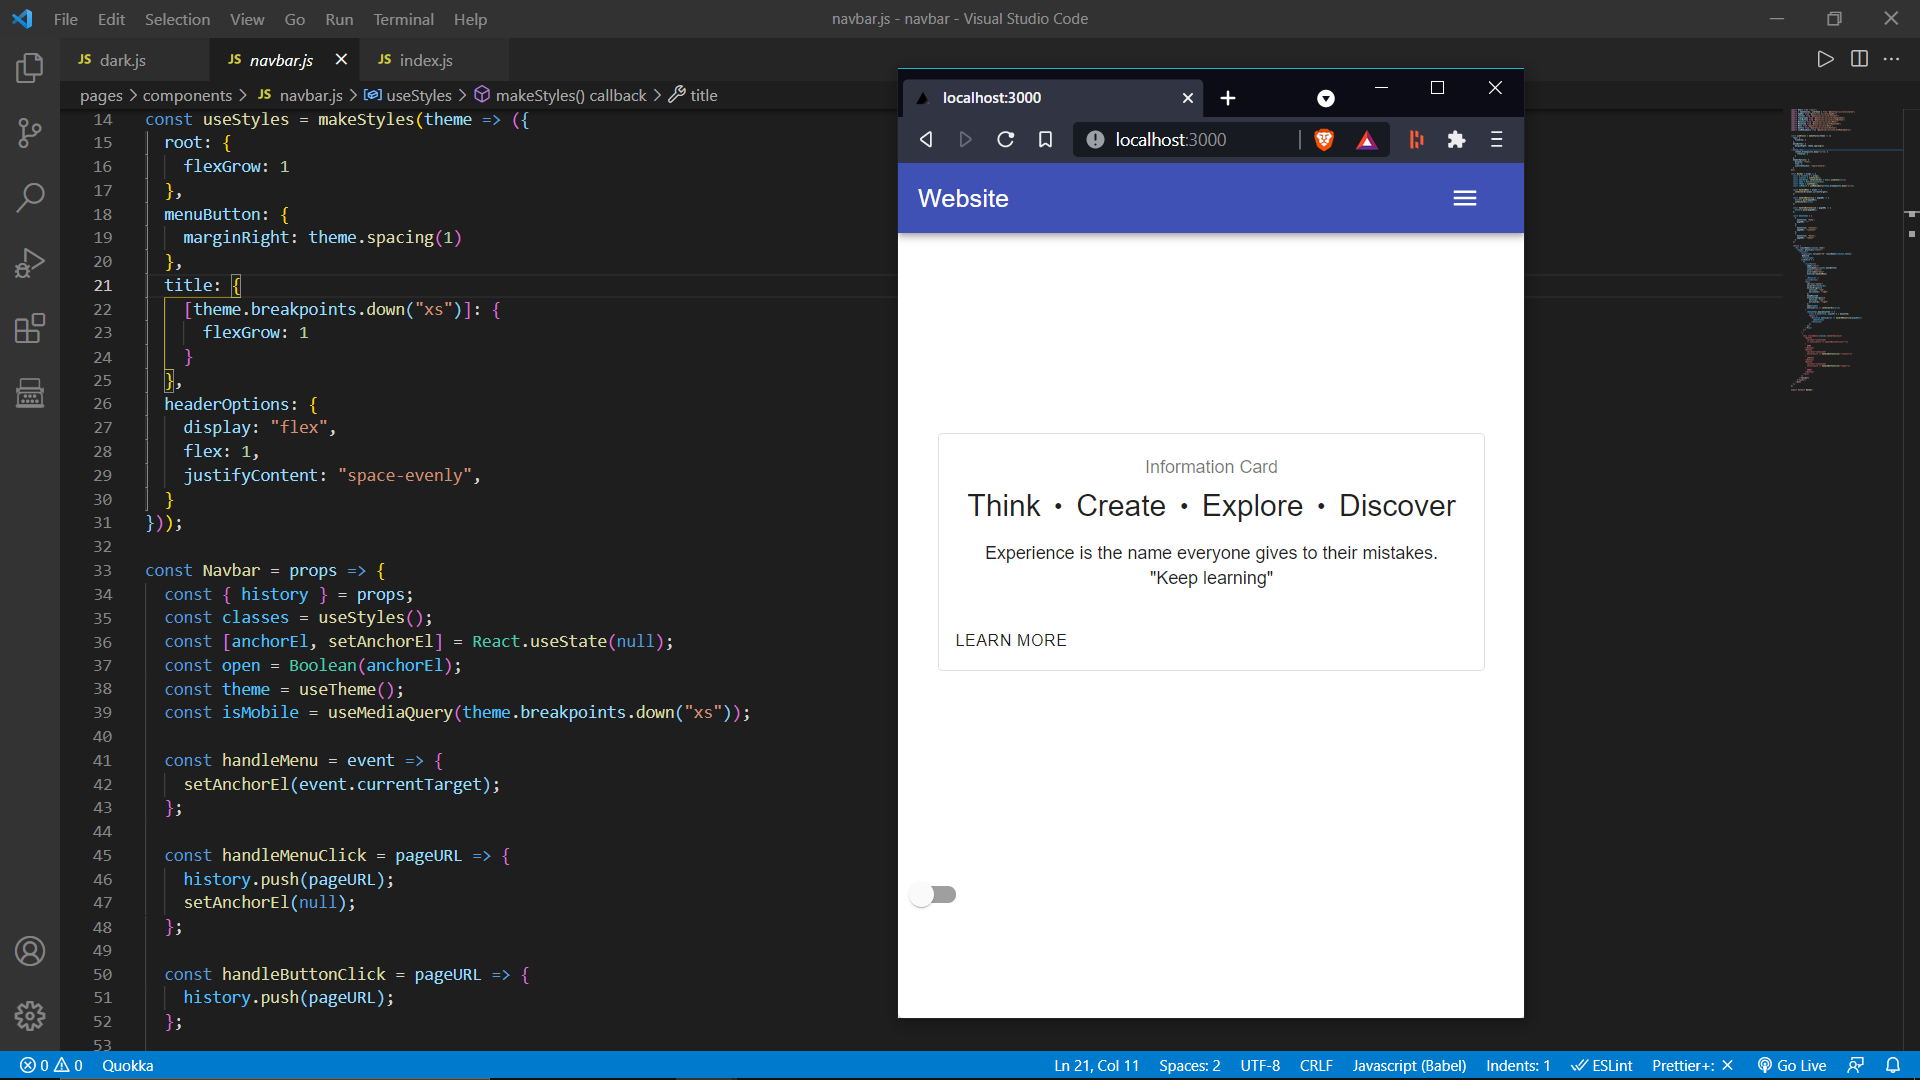 File Edit Selection View Go Run Terminal Help
navbar.js - navbar - Visual Studio Code
JS dark.js
JS navbar.js
JS index.js
pages > components > JS navbar.js > useStyles > makeStyles() callback > title
14 const useStyles = makeStyles(theme => ({
15 root: {
16 flexGrow: 1
17 },
18 menuButton: {
19 marginRight: theme.spacing(1)
20 },
21 title: {
22 [theme.breakpoints.down("xs")]: {
23 flexGrow: 1
24 }
25 },
26 headerOptions: {
27 display: "flex",
28 flex: 1,
29 justifyContent: "space-evenly",
30 }
31 }));
32
33 const Navbar = props => {
34 const { history } = props;
35 const classes = useStyles();
36 const [anchorEl, setAnchorEl] = React.useState(null);
37 const open = Boolean(anchorEl);
38 const theme = useTheme();
39 const isMobile = useMediaQuery(theme.breakpoints.down("xs"));
40
41 const handleMenu = event => {
42 setAnchorEl(event.currentTarget);
43 };
44
45 const handleMenuClick = pageURL => {
46 history.push(pageURL);
47 setAnchorEl(null);
48 };
49
50 const handleButtonClick = pageURL => {
51 history.push(pageURL);
52 };
53
localhost:3000
localhost:3000
Website
Information Card
Think • Create • Explore • Discover
Experience is the name everyone gives to their mistakes.
"Keep learning"
LEARN MORE
0 0 Quokka
Ln 21, Col 11 Spaces: 2 UTF-8 CRLF Javascript (Babel) Indents: 1 ESLint Prettier+: × Go Live